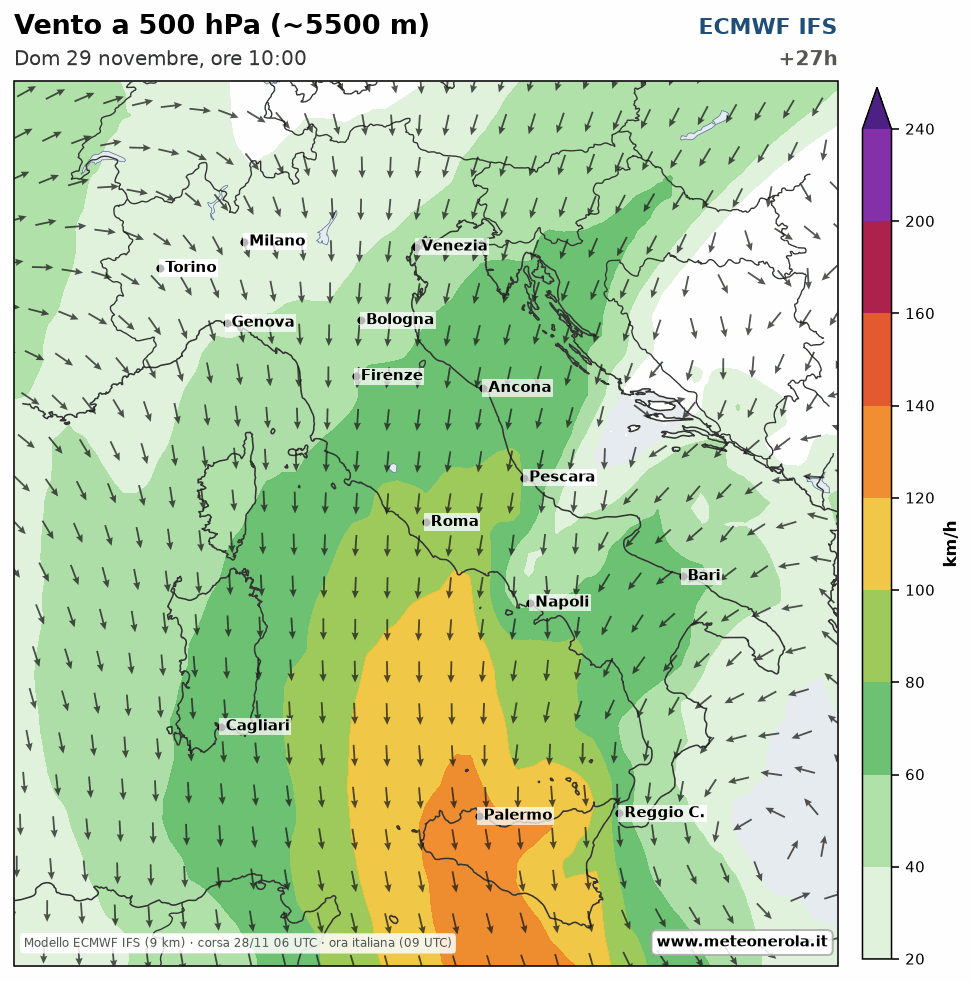 Vento a 500 hPa (~5500 m)
ECMWF IFS
Dom 29 novembre, ore 10:00
+27h
Milano
Venezia
Torino
Genova
Bologna
Firenze
Ancona
Pescara
Roma
Bari
Napoli
Cagliari
Palermo
Reggio C.
240
220
200
160
140
120
100
80
60
40
20
km/h
Modello ECMWF IFS (9 km) · corsa 28/11 06 UTC · ora italiana (09 UTC)
www.meteonerola.it